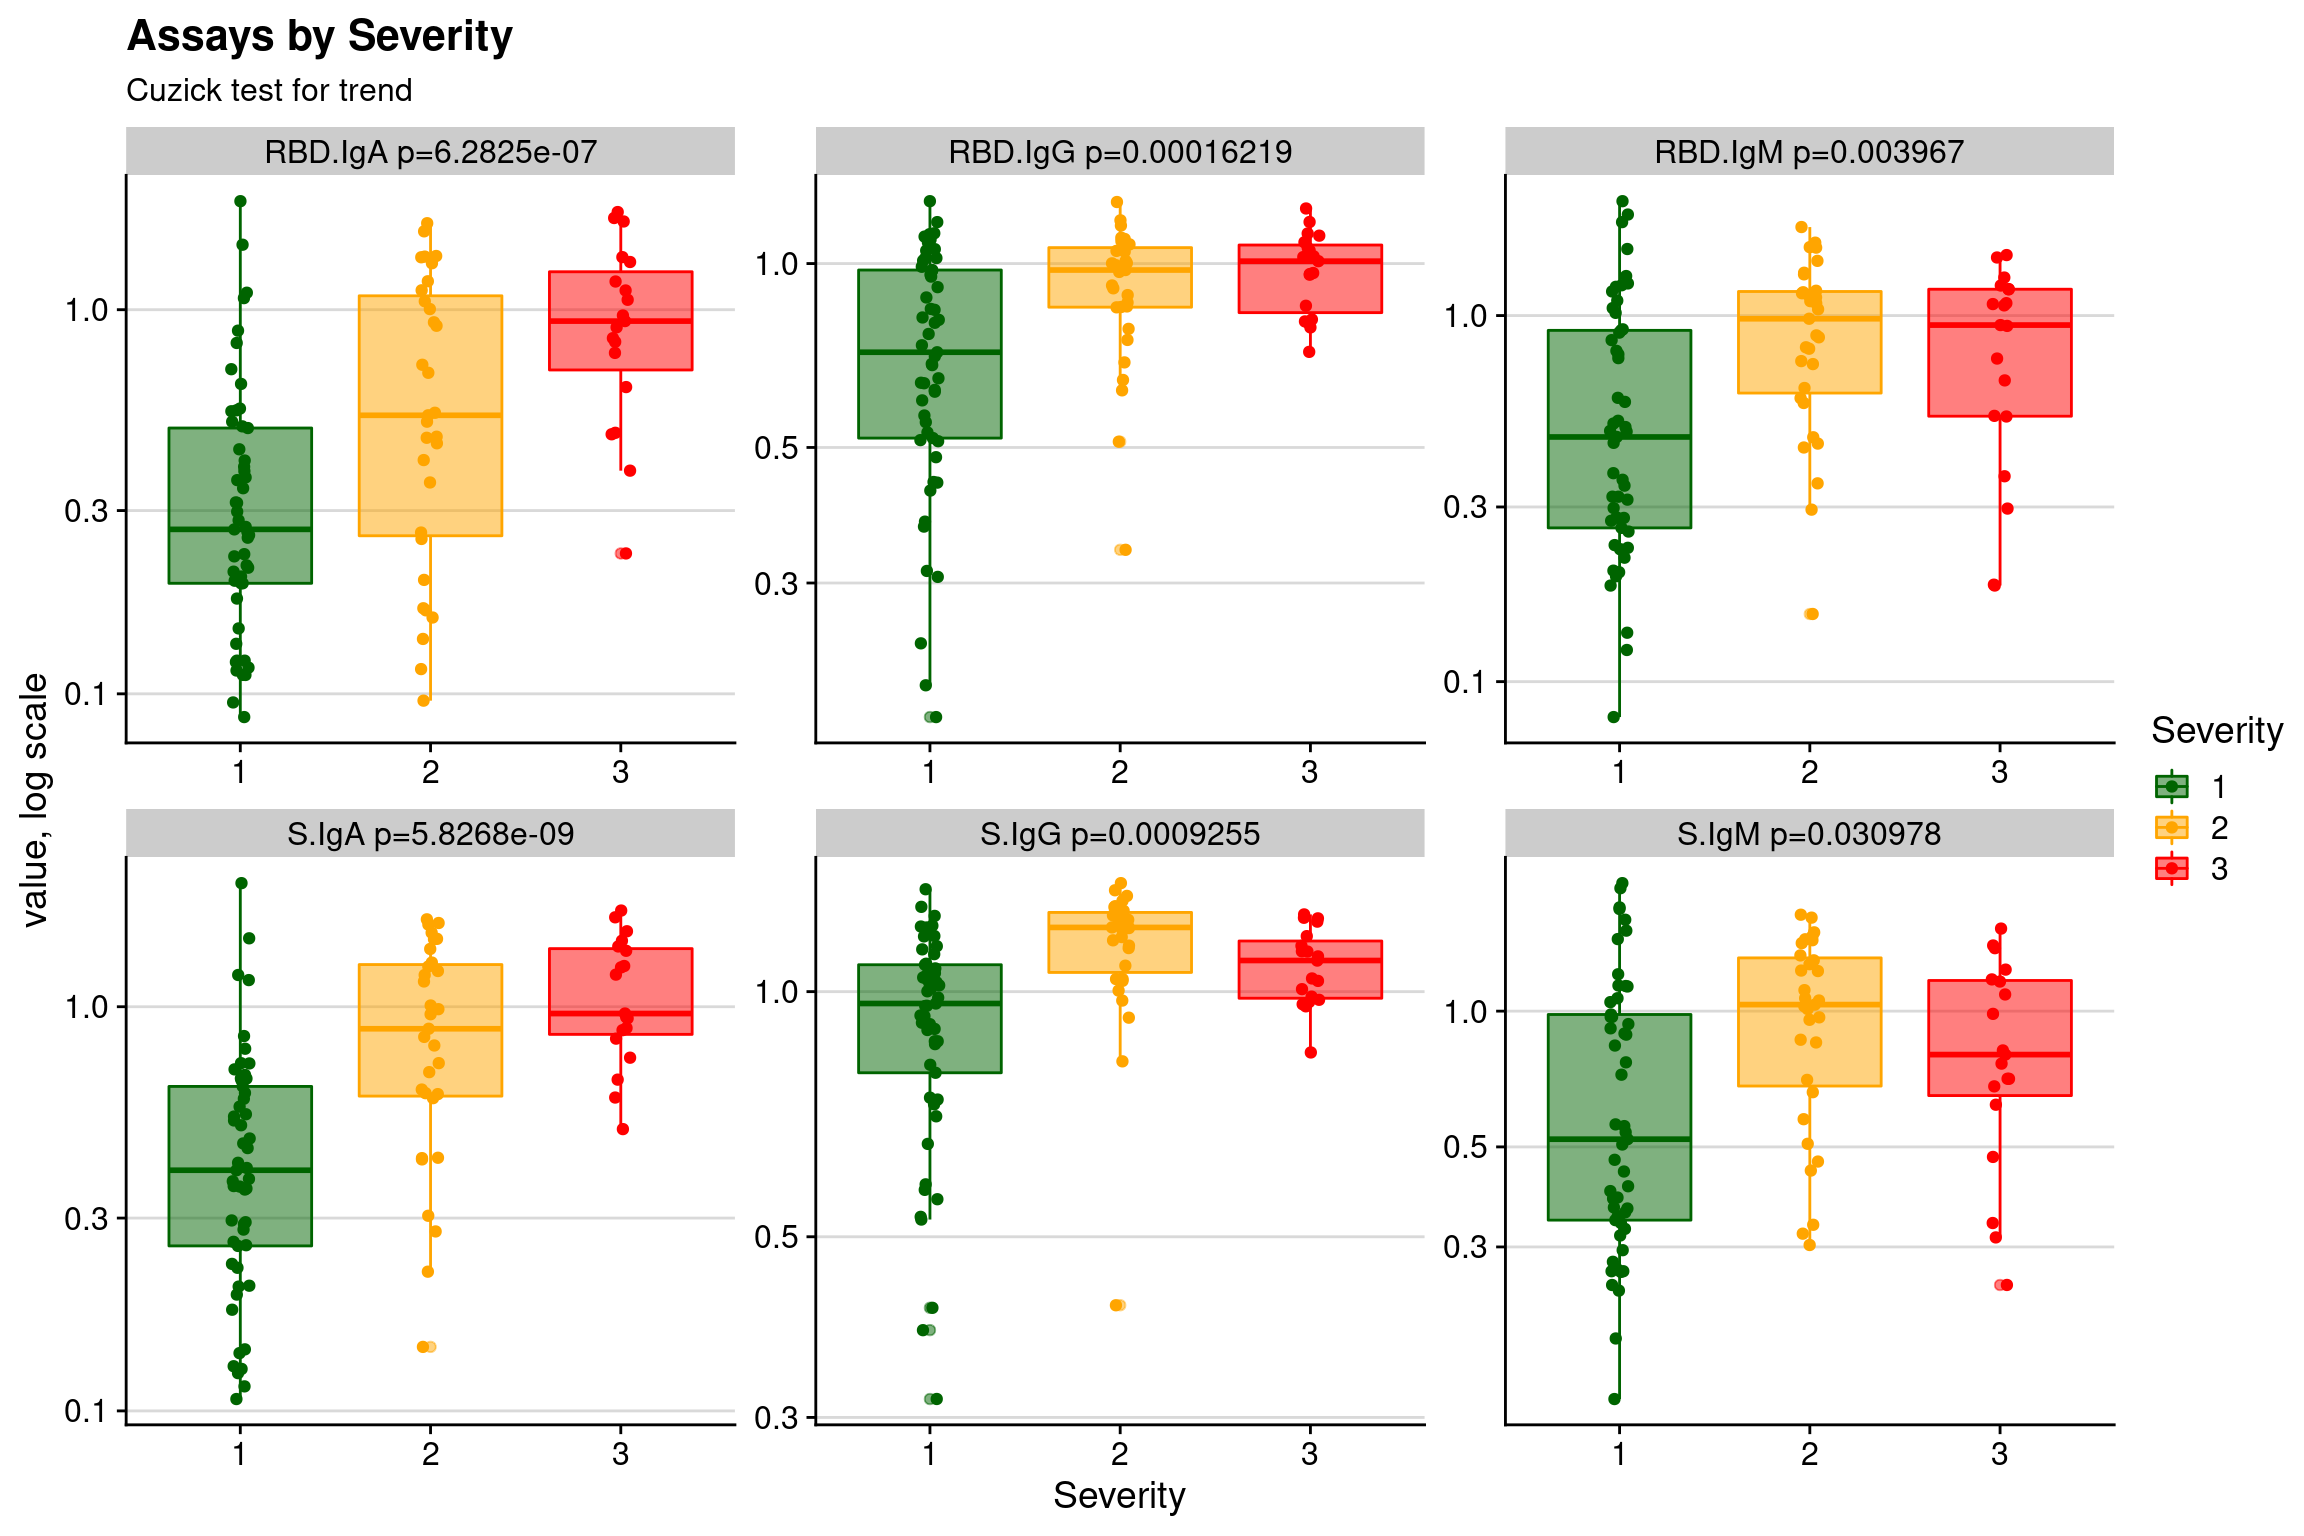 Assays by Severity
Cuzick test for trend
RBD.IgA p=6.2825e-07
RBD.IgG p=0.00016219
RBD.IgM p=0.003967
1.0
0.3
0.1
1.0
0.5
0.3
1.0
0.3
0.1
1 2 3
1 2 3
1 2 3
S.IgA p=5.8268e-09
S.IgG p=0.0009255
S.IgM p=0.030978
1.0
0.3
0.1
1.0
0.5
0.3
1.0
0.5
0.3
1 2 3
1 2 3
1 2 3
value, log scale
Severity
Severity
1
2
3